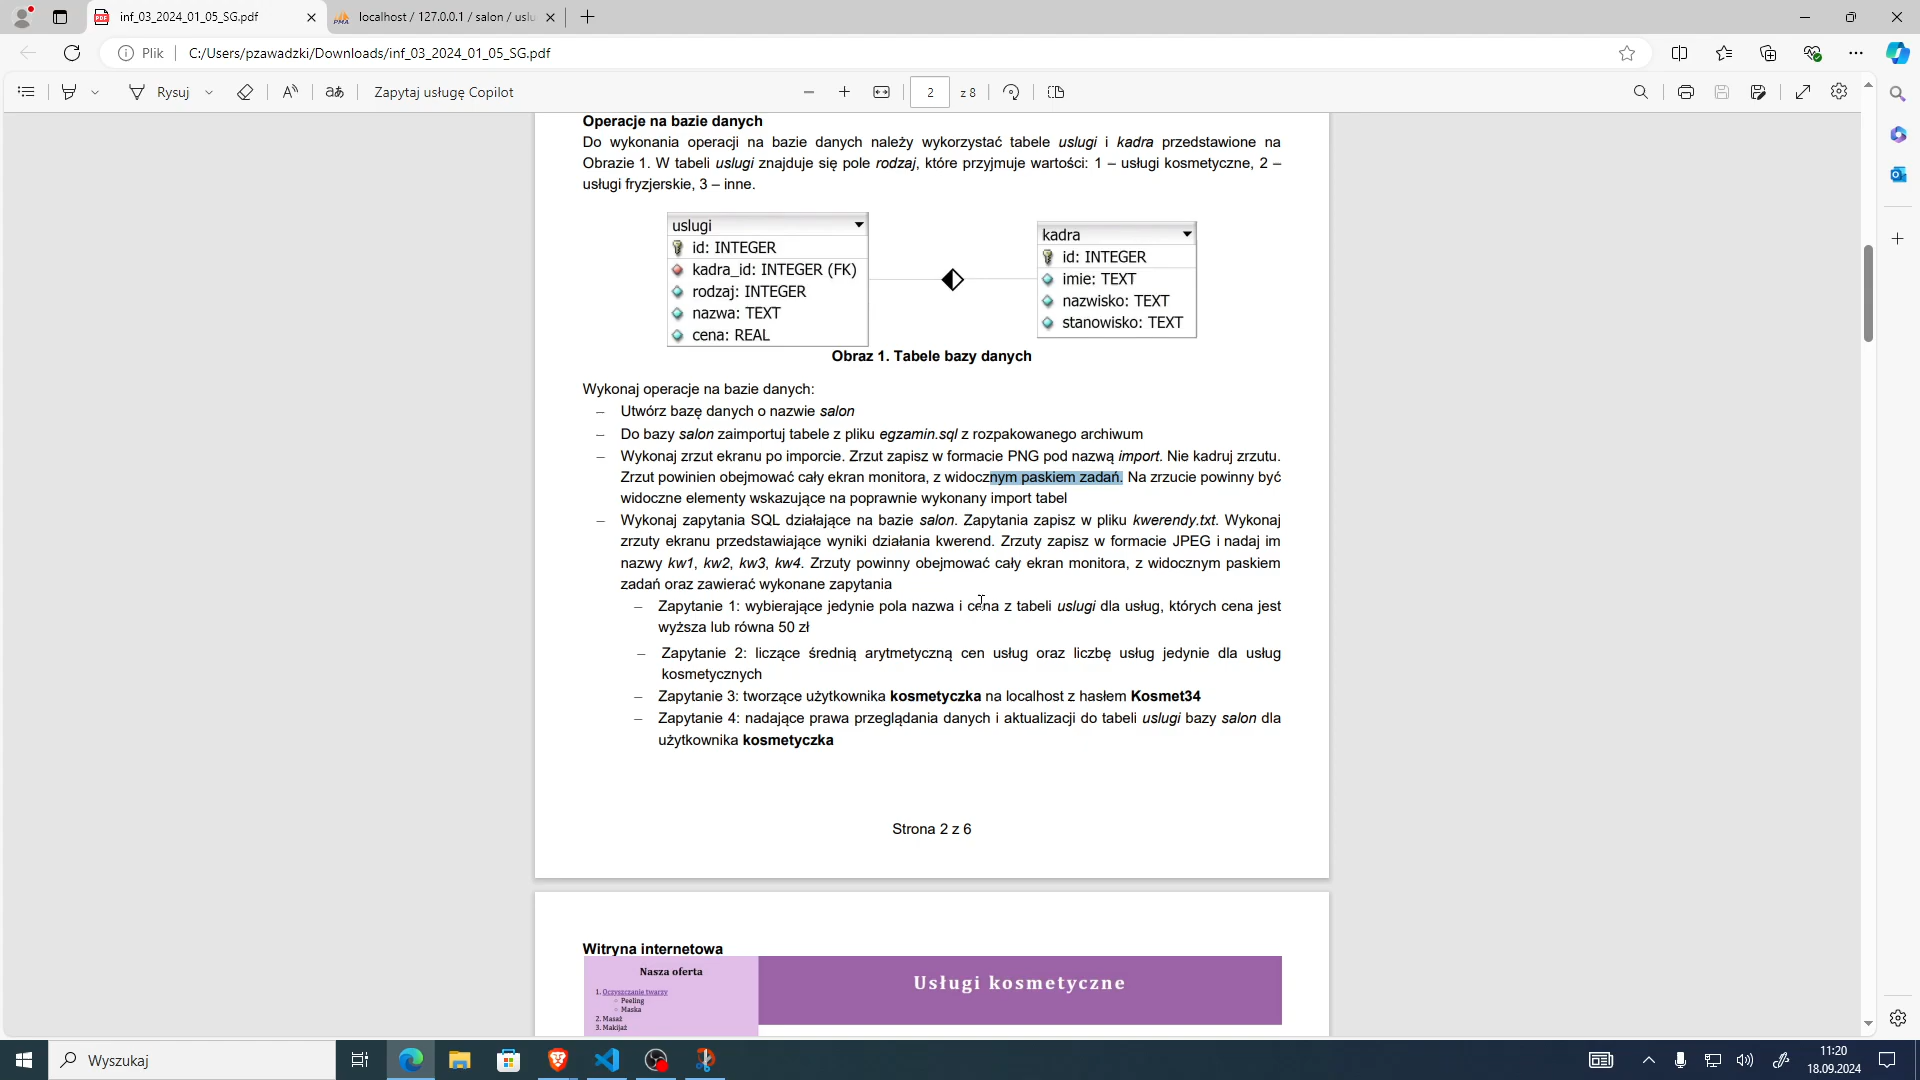 inf_03_2024_01_05_SG.pdf
localhost / 127.0.0.1 / salon / uslu
Plik
C:/Users/pzawadzki/Downloads/inf_03_2024_01_05_SG.pdf
Rysuj
Zapytaj usługę Copilot
2 z 8
Operacje na bazie danych
Do wykonania operacji na bazie danych należy wykorzystać tabele uslugi i kadra przedstawione na
Obrazie 1. W tabeli uslugi znajduje się pole rodzaj, które przyjmuje wartości: 1 – usługi kosmetyczne, 2 –
usługi fryzjerskie, 3 – inne.
uslugi
id: INTEGER
kadra_id: INTEGER (FK)
rodzaj: INTEGER
nazwa: TEXT
cena: REAL
kadra
id: INTEGER
imie: TEXT
nazwisko: TEXT
stanowisko: TEXT
Obraz 1. Tabele bazy danych
Wykonaj operacje na bazie danych:
– Utwórz bazę danych o nazwie salon
– Do bazy salon zaimportuj tabele z pliku egzamin.sql z rozpakowanego archiwum
– Wykonaj zrzut ekranu po imporcie. Zrzut zapisz w formacie PNG pod nazwą import. Nie kadruj zrzutu.
Zrzut powinien obejmować cały ekran monitora, z widocznym paskiem zadań. Na zrzucie powinny być
widoczne elementy wskazujące na poprawnie wykonany import tabel
– Wykonaj zapytania SQL działające na bazie salon. Zapytania zapisz w pliku kwerendy.txt. Wykonaj
zrzuty ekranu przedstawiające wyniki działania kwerend. Zrzuty zapisz w formacie JPEG i nadaj im
nazwy kw1, kw2, kw3, kw4. Zrzuty powinny obejmować cały ekran monitora, z widocznym paskiem
zadań oraz zawierać wykonane zapytania
– Zapytanie 1: wybierające jedynie pola nazwa i cena z tabeli uslugi dla usług, których cena jest
wyższa lub równa 50 zł
– Zapytanie 2: liczące średnią arytmetyczną cen usług oraz liczbę usług jedynie dla usług
kosmetycznych
– Zapytanie 3: tworzące użytkownika kosmetyczka na localhost z hasłem Kosmet34
– Zapytanie 4: nadające prawa przeglądania danych i aktualizacji do tabeli uslugi bazy salon dla
użytkownika kosmetyczka
Strona 2 z 6
Witryna internetowa
Nasza oferta
1. Oczyszczanie twarzy
Peeling
Maska
2. Masaż
3. Makijaż
Usługi kosmetyczne
Wyszukaj
11:20
18.09.2024